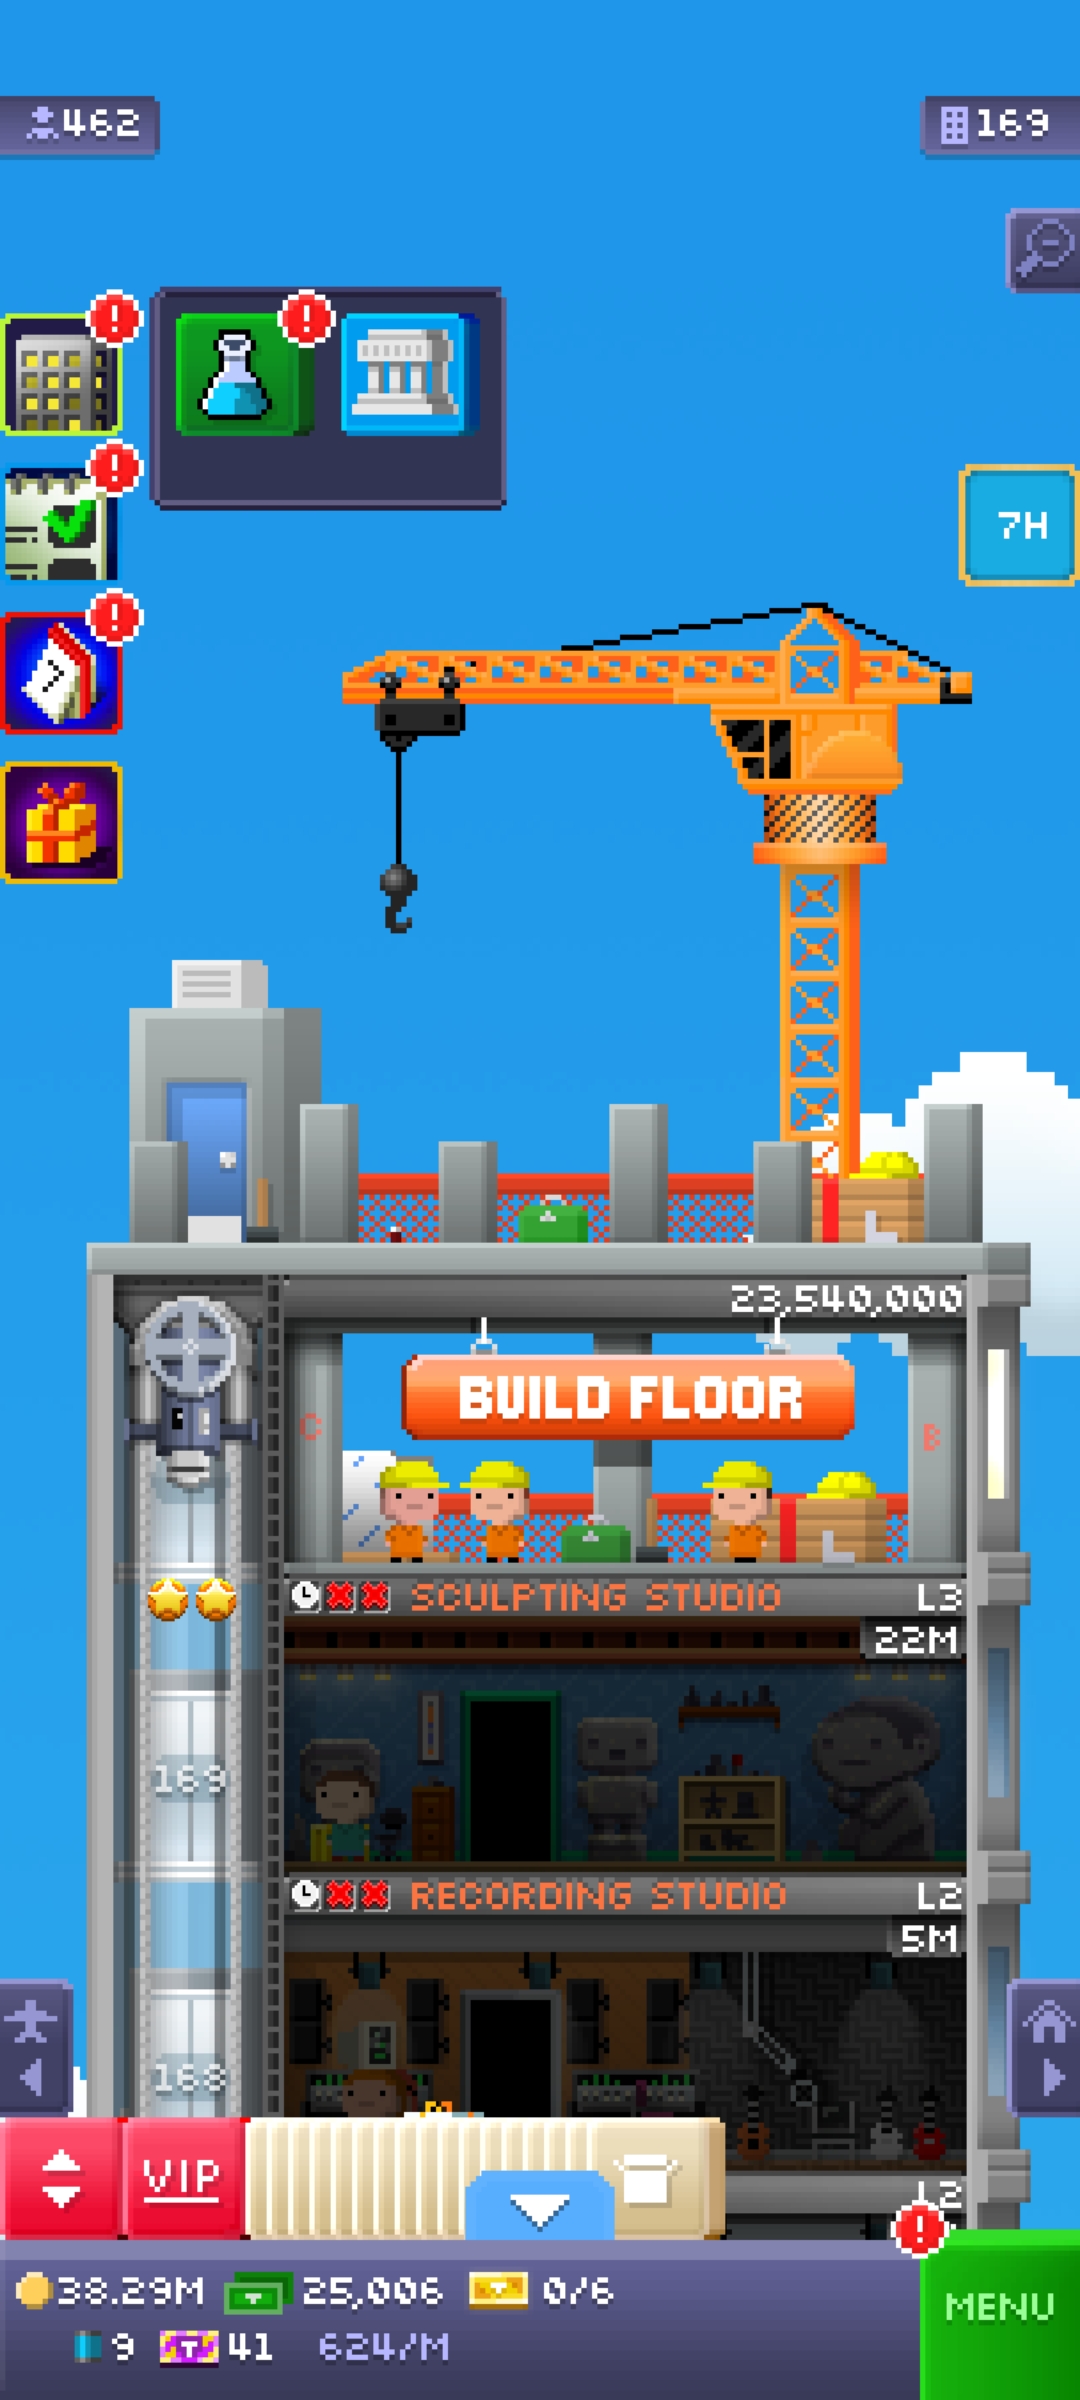 462
169
7H
23,540,000
BUILD FLOOR
C
B
SCULPTING STUDIO L3
22M
169
RECORDING STUDIO L2
5M
168
VIP
L2
38.29M 25,006 0/6
MENU
9 T 41 624/M